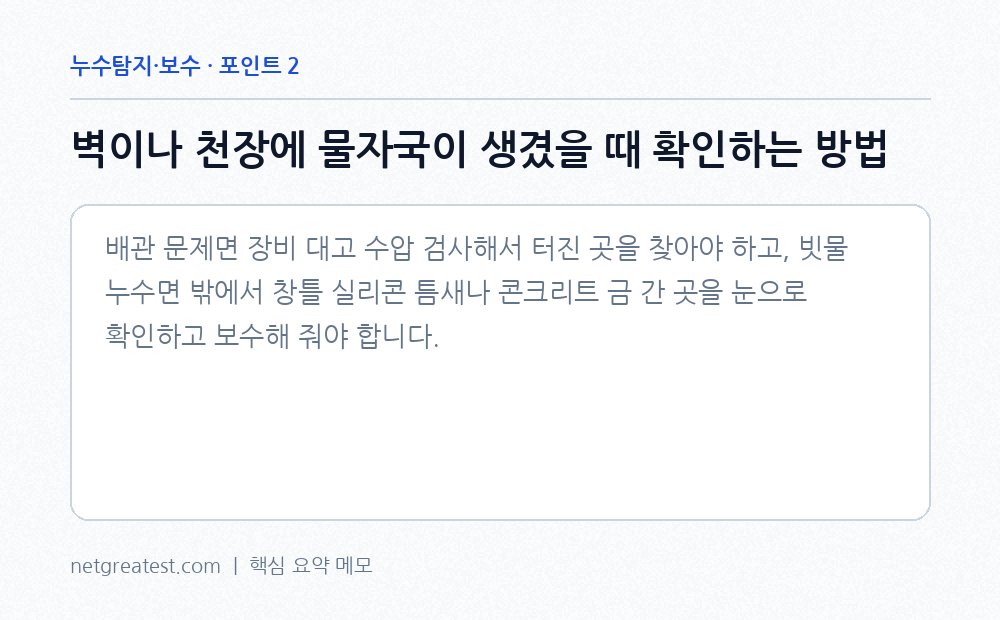 누수탐지·보수 · 포인트 2
벽이나 천장에 물자국이 생겼을 때 확인하는 방법
배관 문제면 장비 대고 수압 검사해서 터진 곳을 찾아야 하고, 빗물
누수면 밖에서 창틀 실리콘 틈새나 콘크리트 금 간 곳을 눈으로
확인하고 보수해 줘야 합니다.
netgreatest.com | 핵심 요약 메모